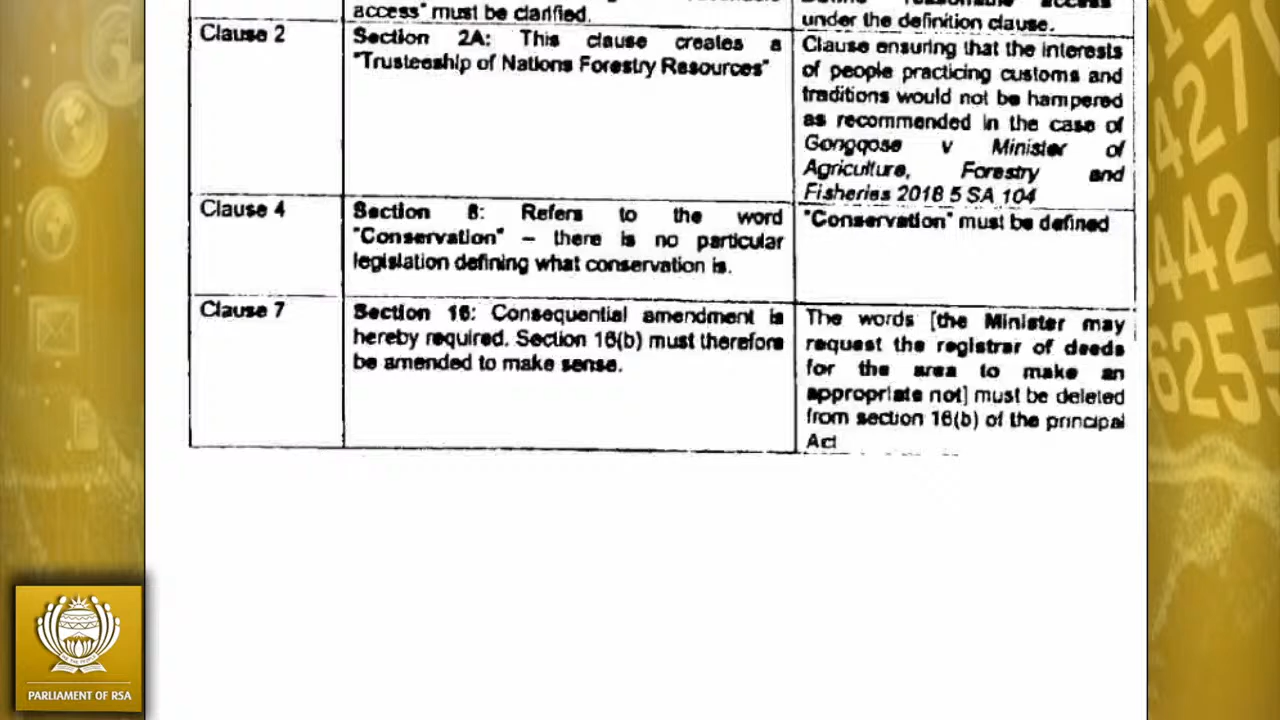 access" must be clarified.
under the definition clause.
Clause 2
Section 2A: This clause creates a
"Trusteeship of Nations Forestry Resources"
Clause ensuring that the interests
of people practicing customs and
traditions would not be hampered
as recommended in the case of
Gongqose v Minister of
Agriculture, Forestry and
Fisheries 2018 5 SA 104
Clause 4
Section 8: Refers to the word
"Conservation" – there is no particular
legislation defining what conservation is.
"Conservation" must be defined
Clause 7
Section 16: Consequential amendment is
hereby required. Section 16(b) must therefore
be amended to make sense.
The words [the Minister may
request the registrar of deeds
for the area to make an
appropriate not] must be deleted
from section 16(b) of the principal
Act
427
442
6255
PARLIAMENT OF RSA